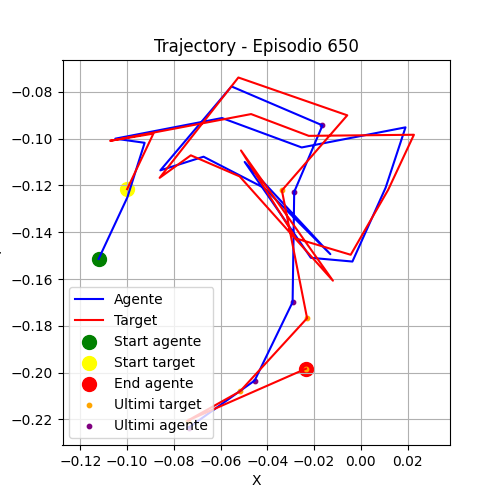 Trajectory - Episodio 650
−0.08
−0.10
−0.12
−0.14
−0.16
−0.18
−0.20
−0.22
Agente
Target
Start agente
Start target
End agente
Ultimi target
Ultimi agente
−0.12 −0.10 −0.08 −0.06 −0.04 −0.02 0.00 0.02
X